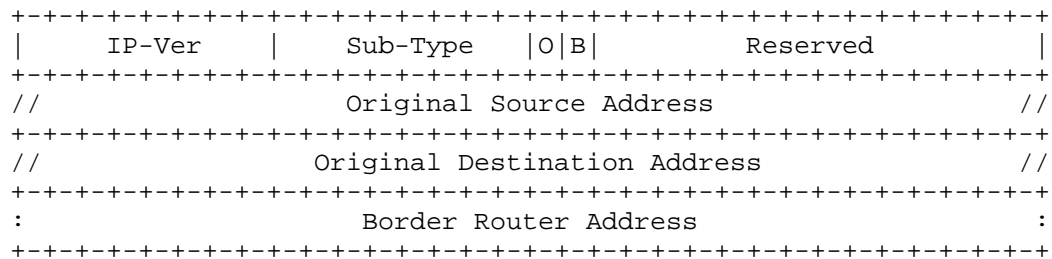 +-+-+-+-+-+-+-+-+-+-+-+-+-+-+-+-+-+-+-+-+-+-+-+-+-+-+-+-+-+-+-+-+
|     IP-Ver    |    Sub-Type   |O|B|         Reserved          |
+-+-+-+-+-+-+-+-+-+-+-+-+-+-+-+-+-+-+-+-+-+-+-+-+-+-+-+-+-+-+-+-+
//                   Original Source Address                   //
+-+-+-+-+-+-+-+-+-+-+-+-+-+-+-+-+-+-+-+-+-+-+-+-+-+-+-+-+-+-+-+-+
//                 Original Destination Address                //
+-+-+-+-+-+-+-+-+-+-+-+-+-+-+-+-+-+-+-+-+-+-+-+-+-+-+-+-+-+-+-+-+
:                     Border Router Address                     :
+-+-+-+-+-+-+-+-+-+-+-+-+-+-+-+-+-+-+-+-+-+-+-+-+-+-+-+-+-+-+-+-+